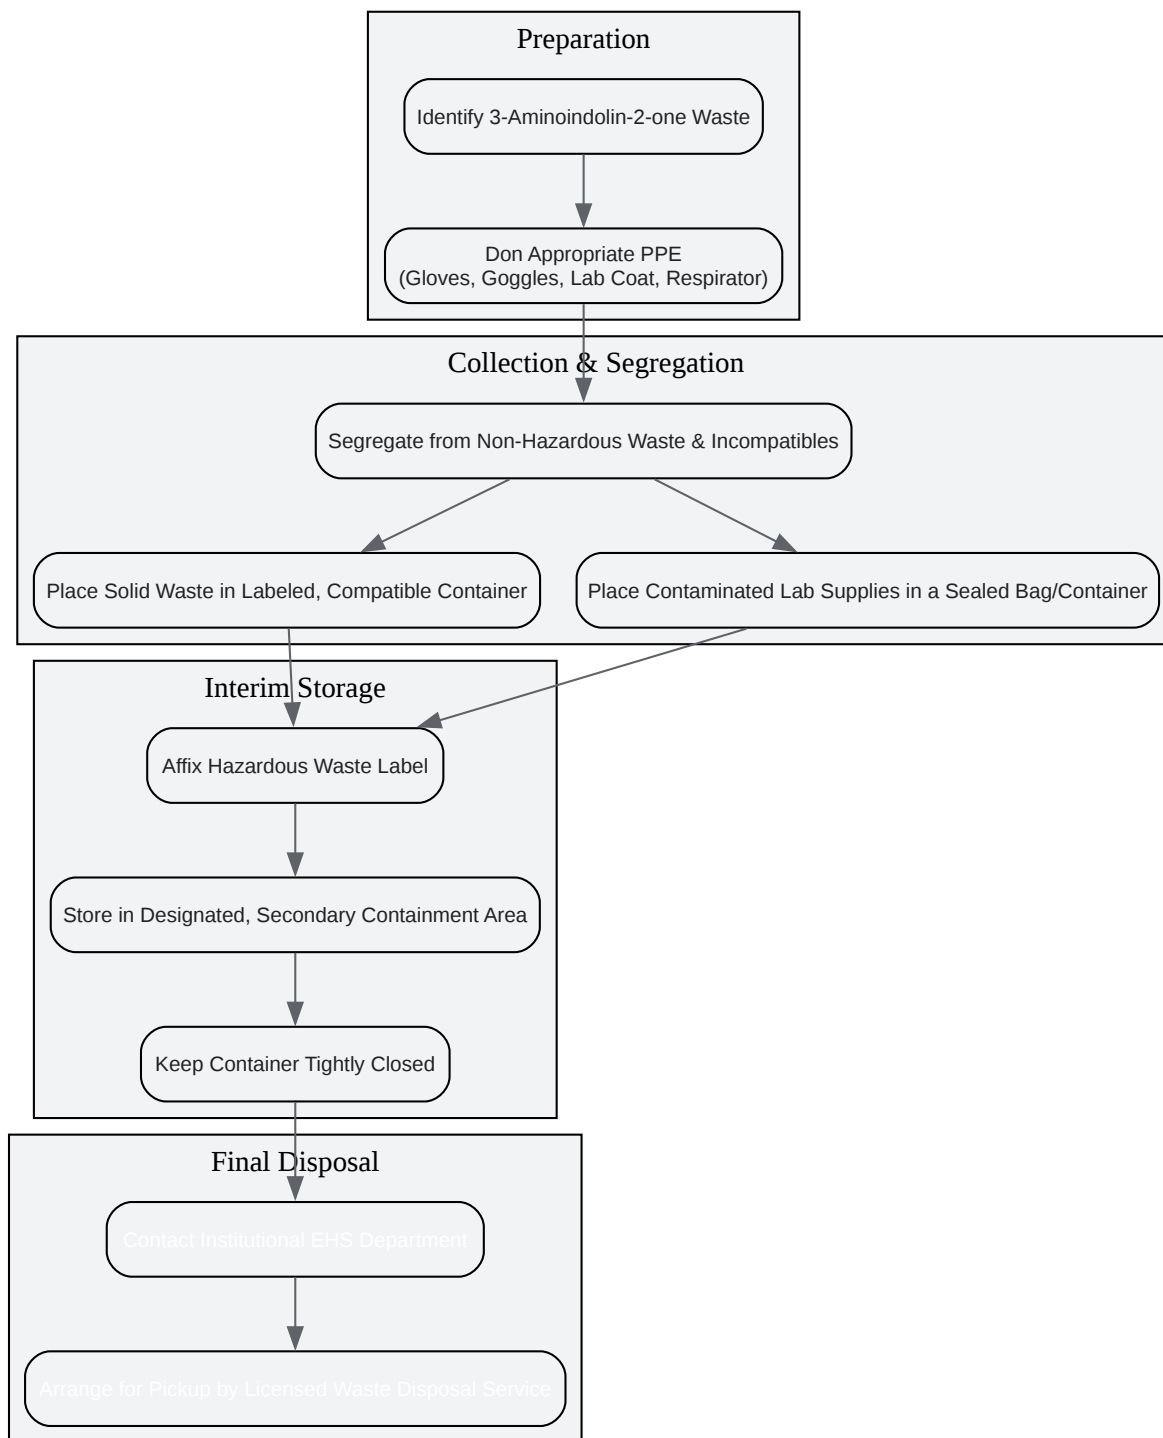 Preparation
Identify 3-Aminoindolin-2-one Waste
Don Appropriate PPE
(Gloves, Goggles, Lab Coat, Respirator)
Collection & Segregation
Segregate from Non-Hazardous Waste & Incompatibles
Place Solid Waste in Labeled, Compatible Container
Place Contaminated Lab Supplies in a Sealed Bag/Container
Interim Storage
Affix Hazardous Waste Label
Store in Designated, Secondary Containment Area
Keep Container Tightly Closed
Final Disposal
Contact Institutional EHS Department
Arrange for Pickup by Licensed Waste Disposal Service